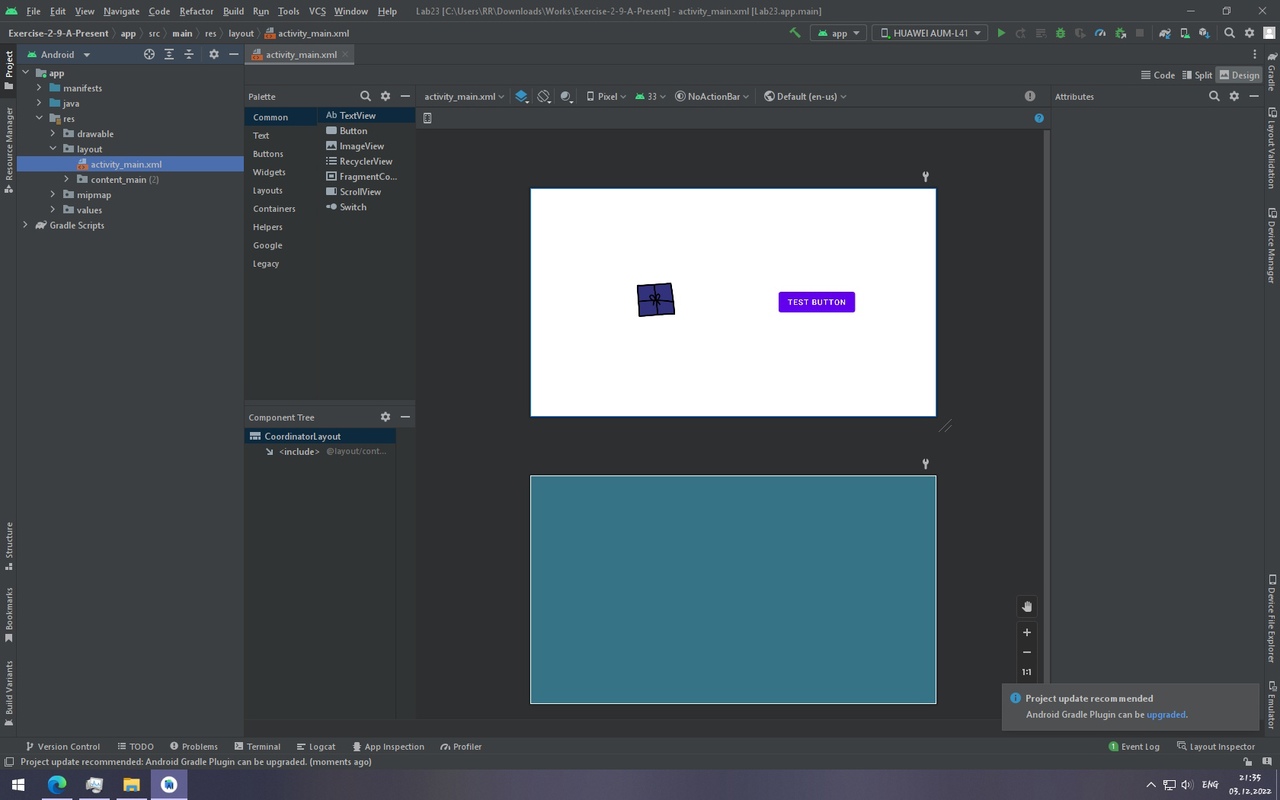 File Edit View Navigate Code Refactor Build Run Tools VCS Window Help Lab23 [C:\Users\RR\Downloads\Works\Exercise-2-9-A-Present] - activity_main.xml [Lab23.app.main]
Exercise-2-9-A-Present app src main res layout activity_main.xml app HUAWEI AUM-L41
Android activity_main.xml
Code Split Design
Project
Resource Manager
Structure
Bookmarks
Build Variants
app
manifests
java
res
drawable
layout
activity_main.xml
content_main (2)
mipmap
values
Gradle Scripts
Palette
Common
Text
Buttons
Widgets
Layouts
Containers
Helpers
Google
Legacy
Ab TextView
Button
ImageView
RecyclerView
FragmentCo...
ScrollView
Switch
Component Tree
CoordinatorLayout
<include> @layout/cont...
activity_main.xml Pixel 33 NoActionBar Default (en-us)
TEST BUTTON
1:1
Attributes
Gradle
Layout Validation
Device Manager
Device File Explorer
Emulator
Project update recommended
Android Gradle Plugin can be upgraded.
Version Control TODO Problems Terminal Logcat App Inspection Profiler 1 Event Log Layout Inspector
Project update recommended: Android Gradle Plugin can be upgraded. (moments ago)
ENG
21:35
03.12.2022